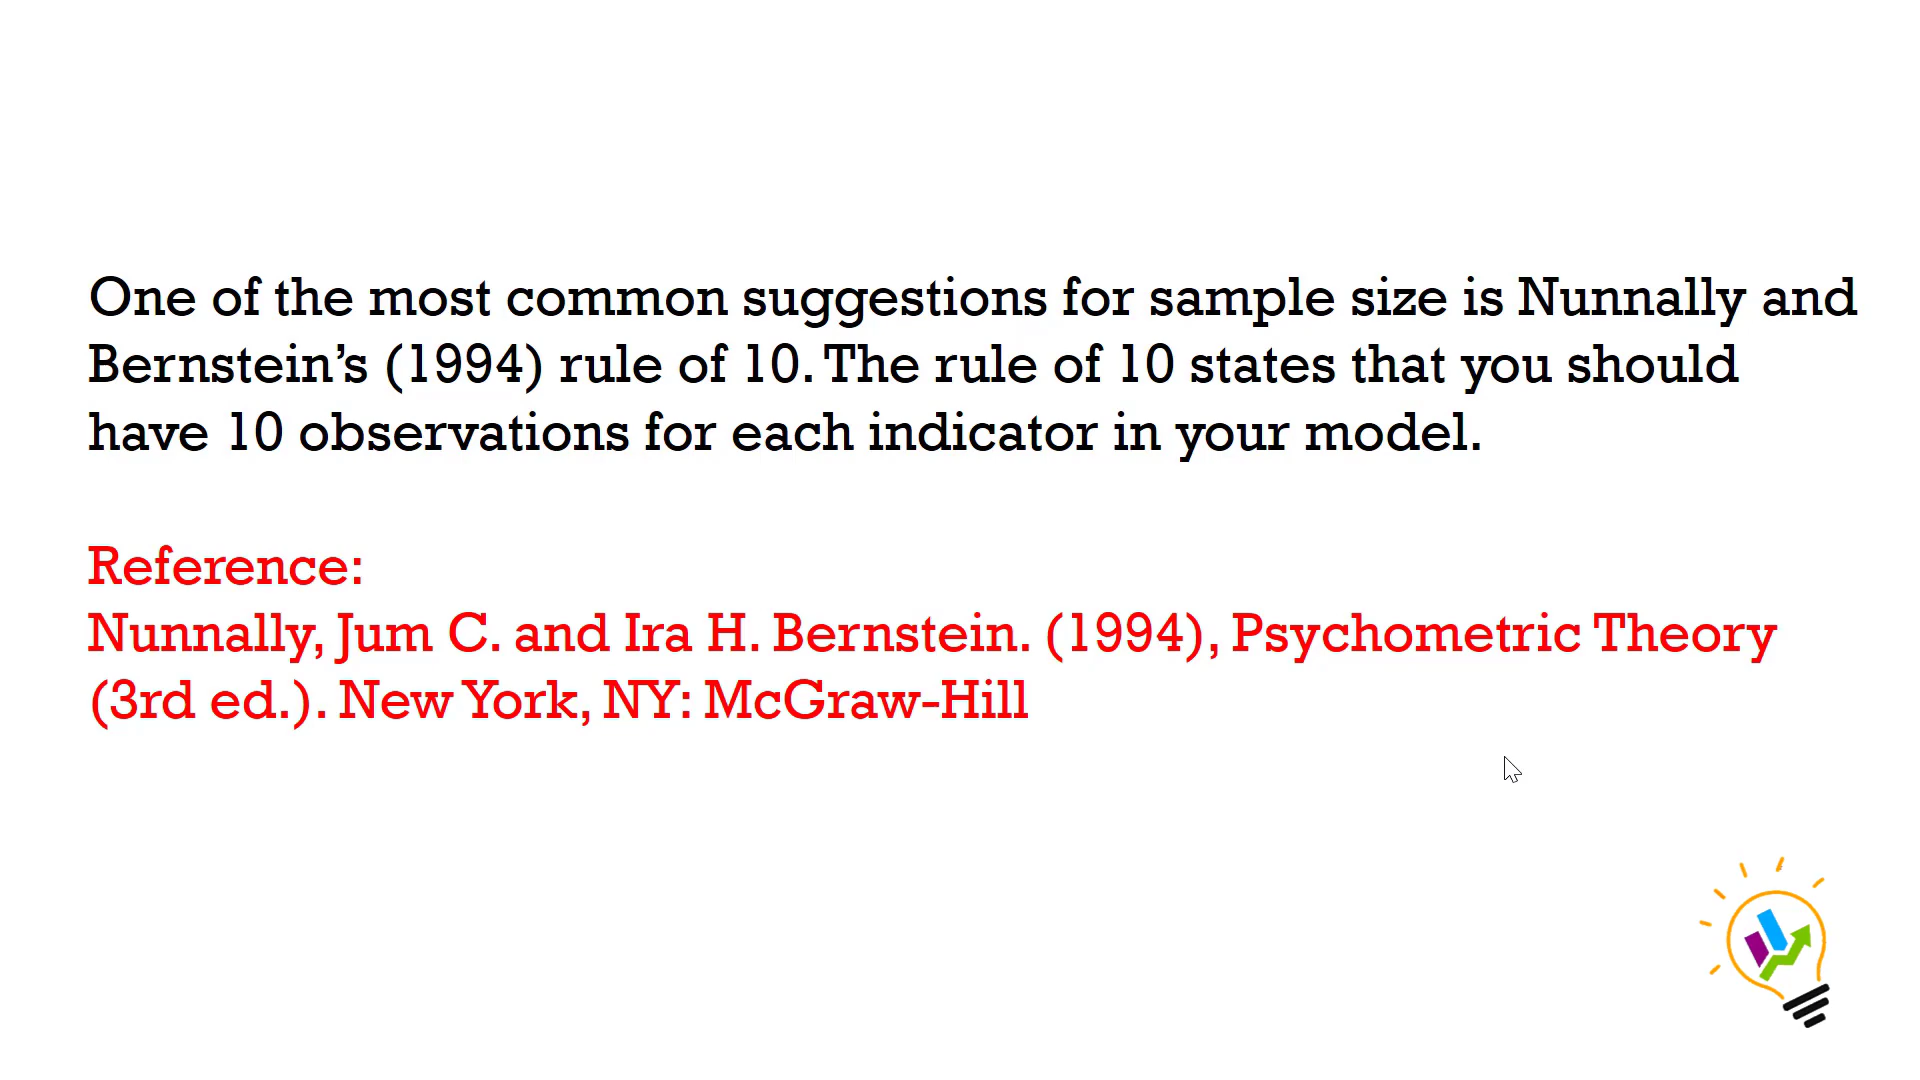 One of the most common suggestions for sample size is Nunnally and
Bernstein’s (1994) rule of 10. The rule of 10 states that you should
have 10 observations for each indicator in your model.
Reference:
Nunnally, Jum C. and Ira H. Bernstein. (1994), Psychometric Theory
(3rd ed.). New York, NY: McGraw-Hill